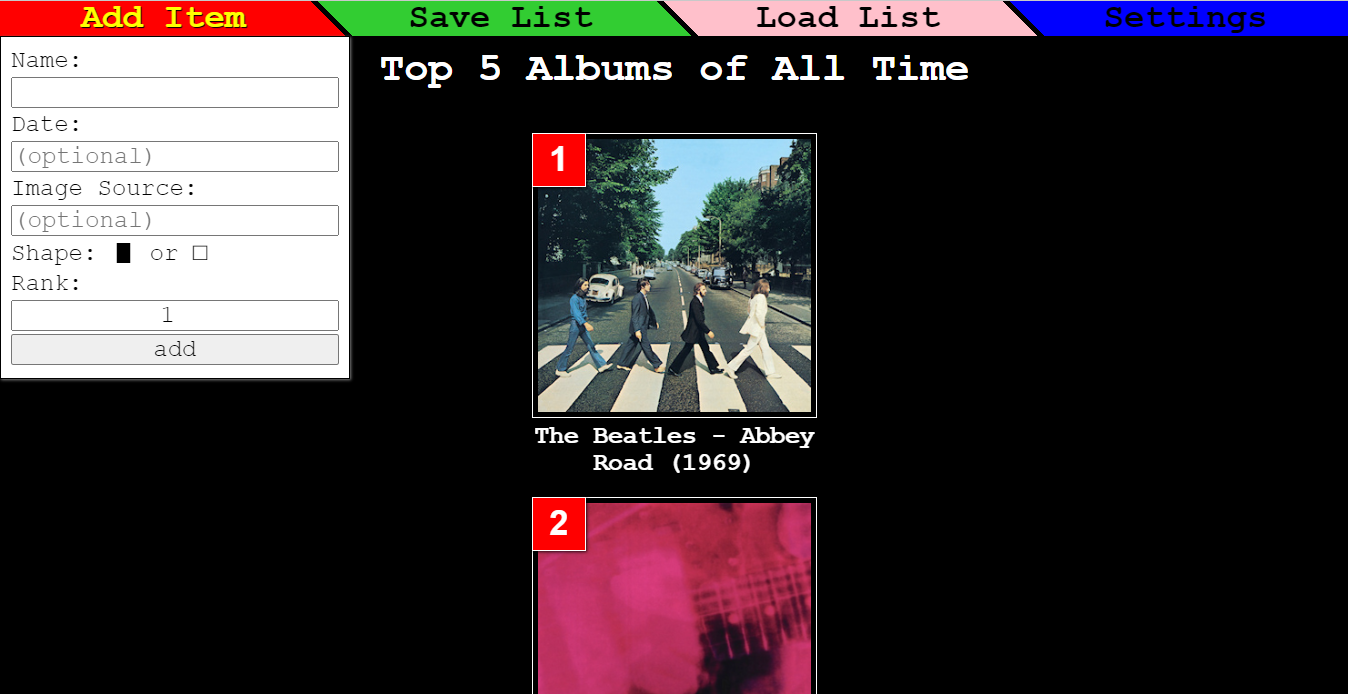 Add Item
Save List
Load List
Settings
Name:
Date:
(optional)
Image Source:
(optional)
Shape: ■ or □
Rank:
1
add
Top 5 Albums of All Time
1
The Beatles - Abbey
Road (1969)
2